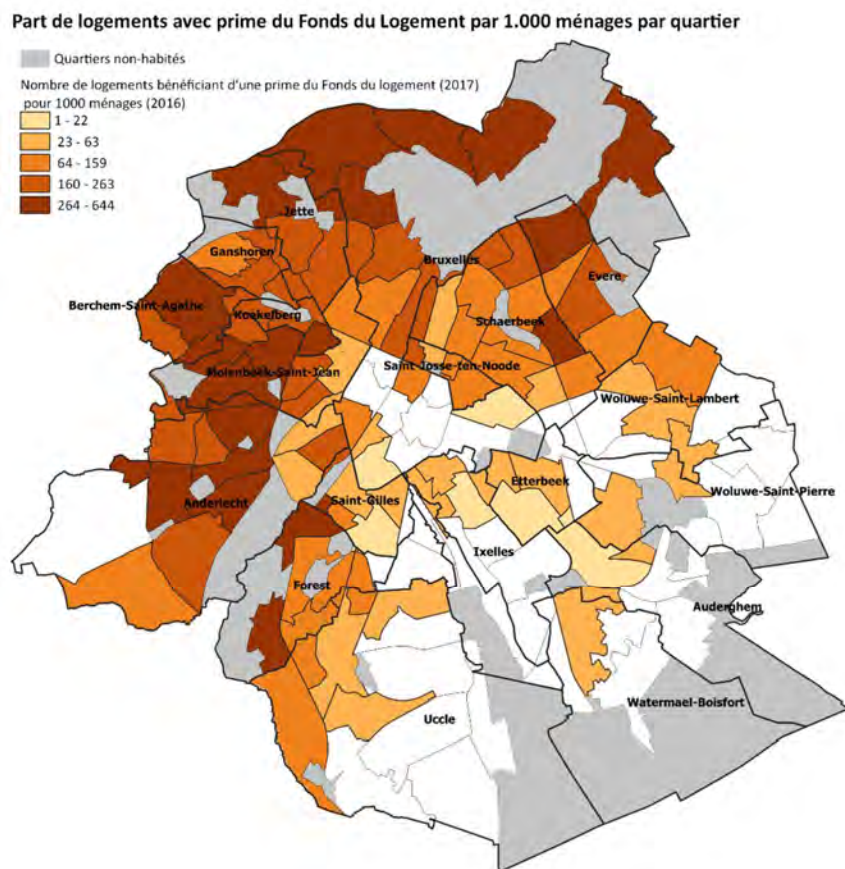 Part de logements avec prime du Fonds du Logement par 1.000 ménages par quartier
Quartiers non-habités
Nombre de logements bénéficiant d'une prime du Fonds du logement (2017)
pour 1000 ménages (2016)
1 - 22
23 - 63
64 - 159
160 - 263
264 - 644
Jette
Ganshoren
Bruxelles
Evere
Berchem-Saint-Agathe
Koekelberg
Schaerbeek
Molenbeek-Saint-Jean
Saint-Josse-ten-Noode
Woluwe-Saint-Lambert
Anderlecht
Saint-Gilles
Etterbeek
Woluwe-Saint-Pierre
Ixelles
Forest
Auderghem
Watermael-Boisfort
Uccle